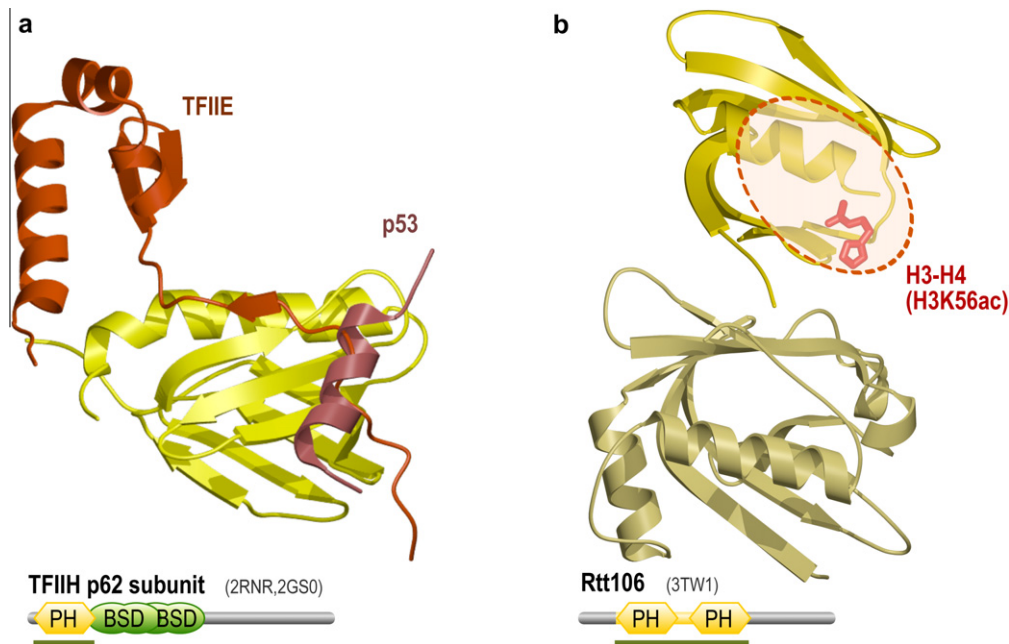 a
TFIIE
p53
TFIIH p62 subunit (2RNR,2GS0)
PH BSD BSD
b
H3-H4
(H3K56ac)
Rtt106 (3TW1)
PH PH